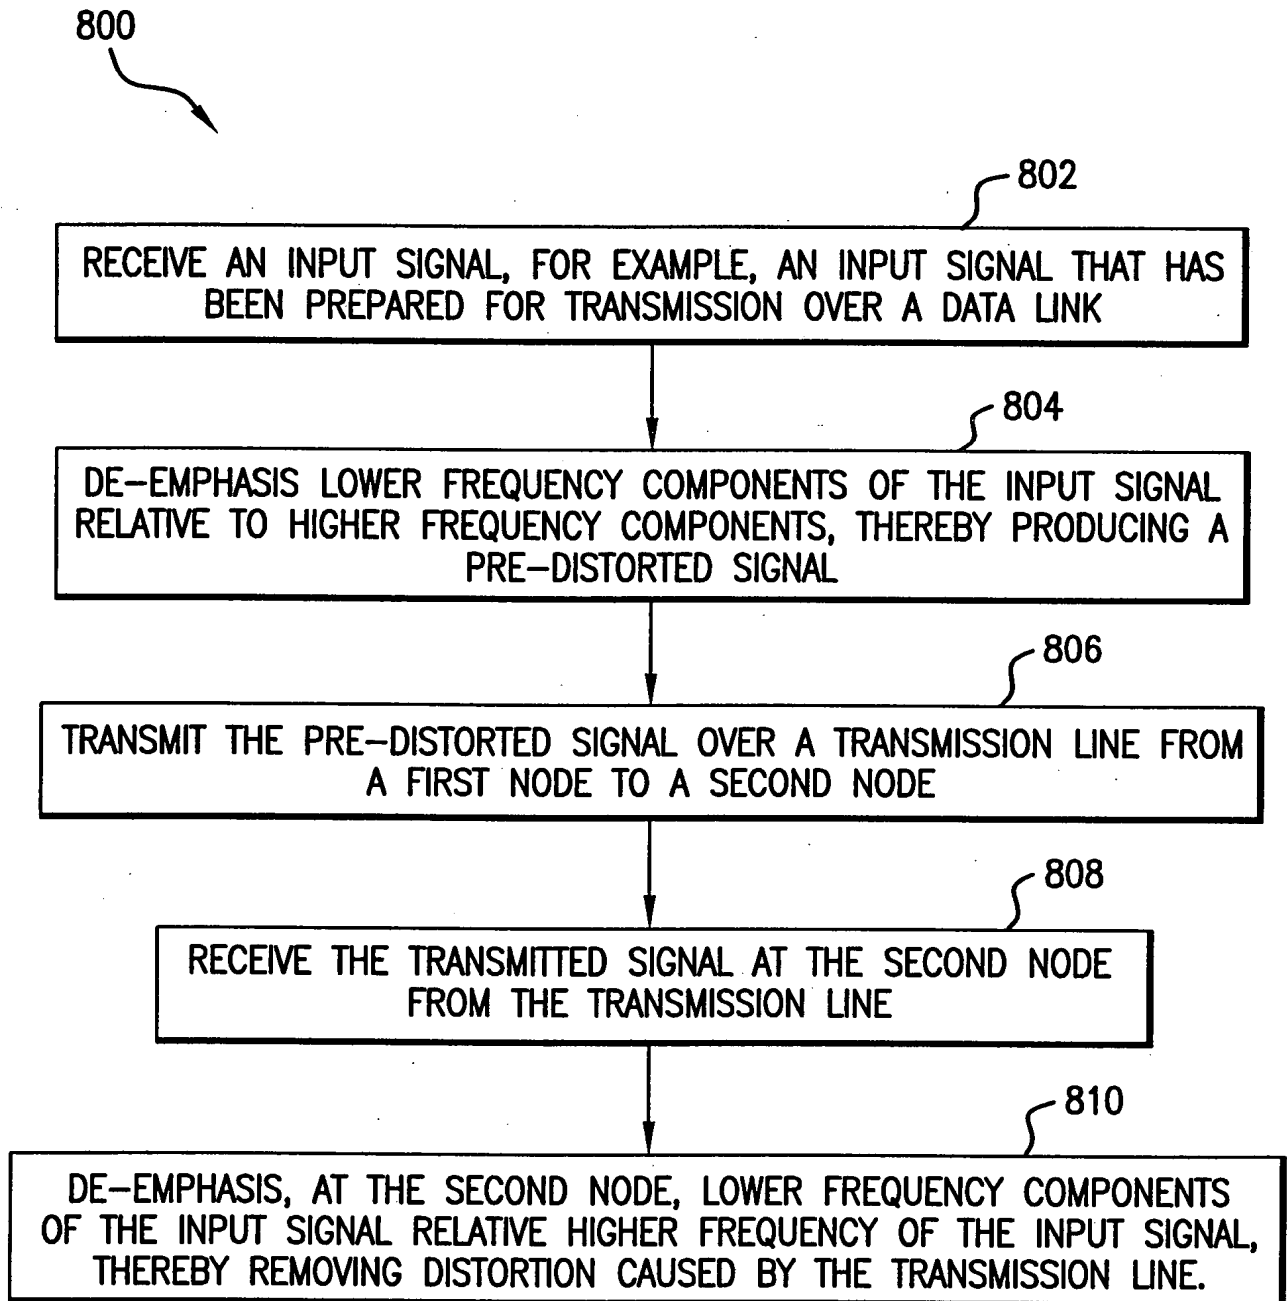 800
802
RECEIVE AN INPUT SIGNAL, FOR EXAMPLE, AN INPUT SIGNAL THAT HAS
BEEN PREPARED FOR TRANSMISSION OVER A DATA LINK
804
DE-EMPHASIS LOWER FREQUENCY COMPONENTS OF THE INPUT SIGNAL
RELATIVE TO HIGHER FREQUENCY COMPONENTS, THEREBY PRODUCING A
PRE-DISTORTED SIGNAL
806
TRANSMIT THE PRE-DISTORTED SIGNAL OVER A TRANSMISSION LINE FROM
A FIRST NODE TO A SECOND NODE
808
RECEIVE THE TRANSMITTED SIGNAL AT THE SECOND NODE
FROM THE TRANSMISSION LINE
810
DE-EMPHASIS, AT THE SECOND NODE, LOWER FREQUENCY COMPONENTS
OF THE INPUT SIGNAL RELATIVE HIGHER FREQUENCY OF THE INPUT SIGNAL,
THEREBY REMOVING DISTORTION CAUSED BY THE TRANSMISSION LINE.